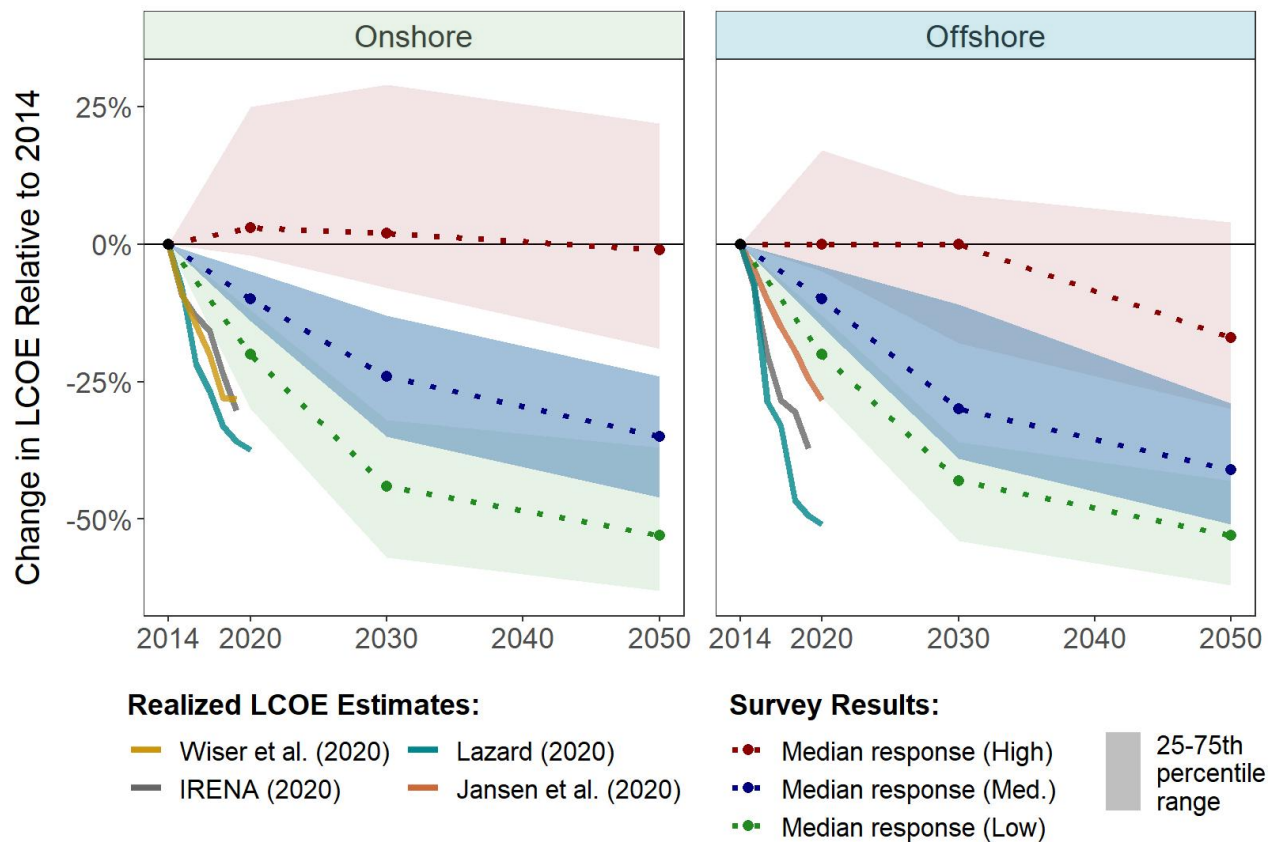 Onshore
Offshore
Change in LCOE Relative to 2014
25%
0%
-25%
-50%
2014 2020 2030 2040 2050
2014 2020 2030 2040 2050
Realized LCOE Estimates:
Wiser et al. (2020)
Lazard (2020)
IRENA (2020)
Jansen et al. (2020)
Survey Results:
Median response (High)
Median response (Med.)
Median response (Low)
25-75th
percentile
range